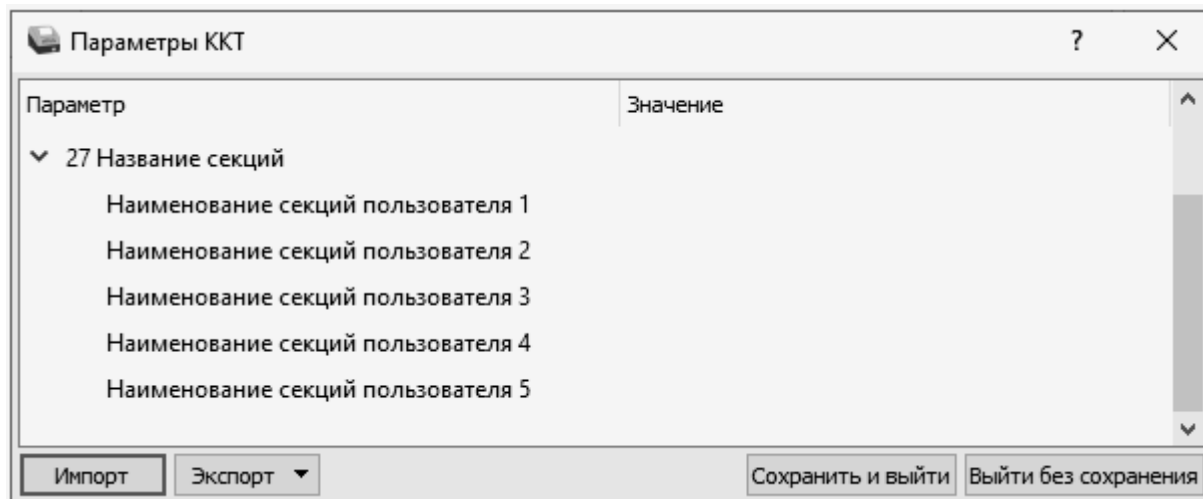 Параметры ККТ ?
Параметр Значение
27 Название секций
Наименование секций пользователя 1
Наименование секций пользователя 2
Наименование секций пользователя 3
Наименование секций пользователя 4
Наименование секций пользователя 5
Импорт Экспорт Сохранить и выйти Выйти без сохранения